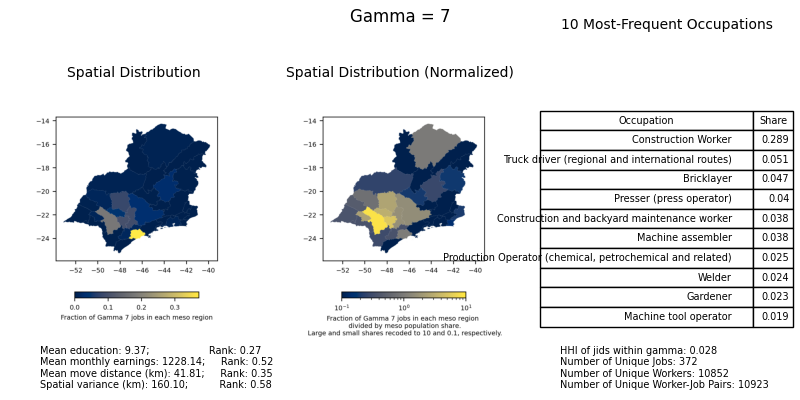 Gamma = 7
10 Most-Frequent Occupations
Spatial Distribution
Spatial Distribution (Normalized)
−14
−16
−18
−20
−22
−24
−52 −50 −48 −46 −44 −42 −40
0.0 0.1 0.2 0.3
Fraction of Gamma 7 jobs in each meso region
−14
−16
−18
−20
−22
−24
−52 −50 −48 −46 −44 −42 −40
10⁻¹ 10⁰ 10¹
Fraction of Gamma 7 jobs in each meso region
divided by meso population share.
Large and small shares recoded to 10 and 0.1, respectively.
Occupation Share
Construction Worker 0.289
Truck driver (regional and international routes) 0.051
Bricklayer 0.047
Presser (press operator) 0.04
Construction and backyard maintenance worker 0.038
Machine assembler 0.038
Production Operator (chemical, petrochemical and related) 0.025
Welder 0.024
Gardener 0.023
Machine tool operator 0.019
Mean education: 9.37; Rank: 0.27
Mean monthly earnings: 1228.14; Rank: 0.52
Mean move distance (km): 41.81; Rank: 0.35
Spatial variance (km): 160.10; Rank: 0.58
HHI of jids within gamma: 0.028
Number of Unique Jobs: 372
Number of Unique Workers: 10852
Number of Unique Worker-Job Pairs: 10923